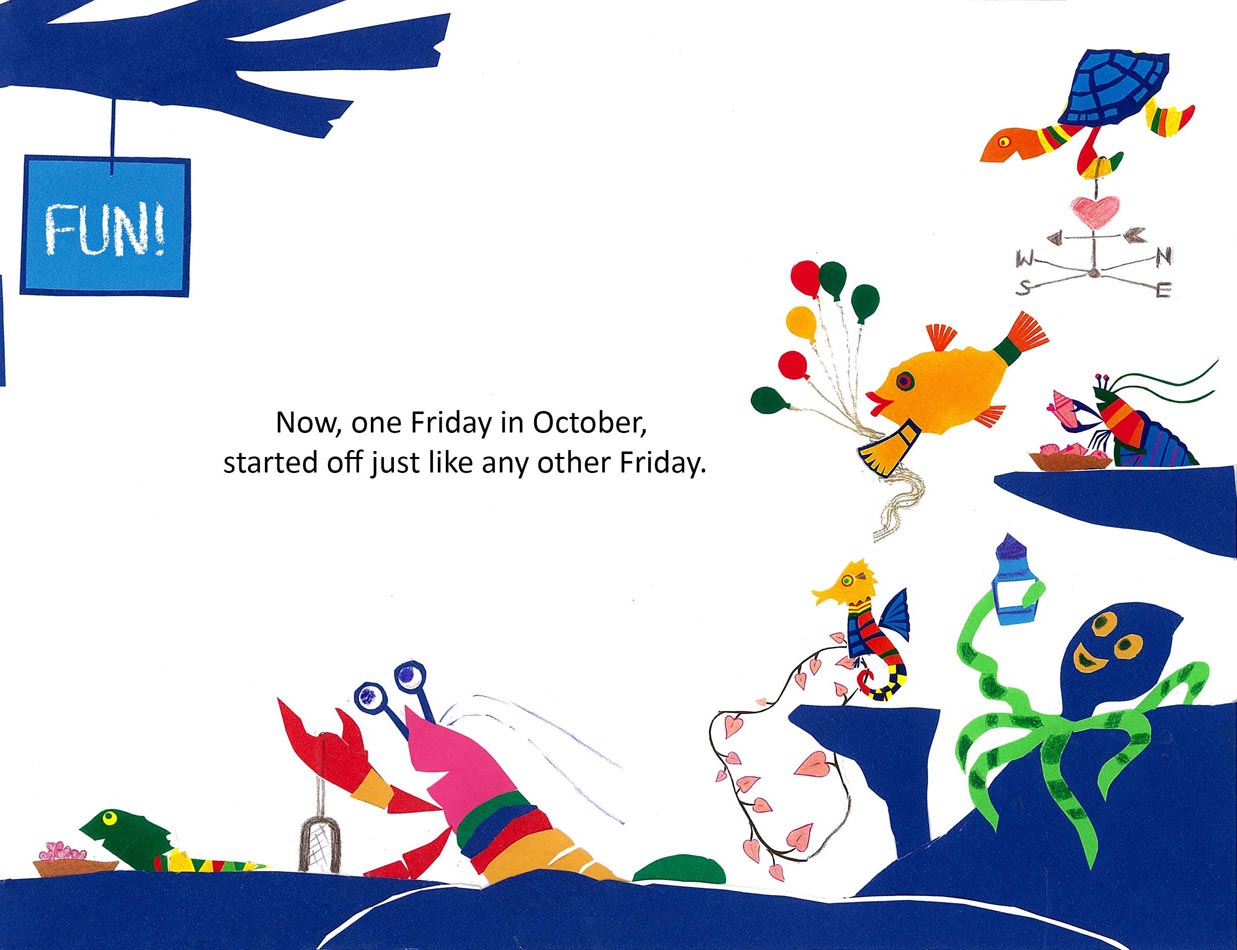 FUN!
W N
S E
Now, one Friday in October,
started off just like any other Friday.